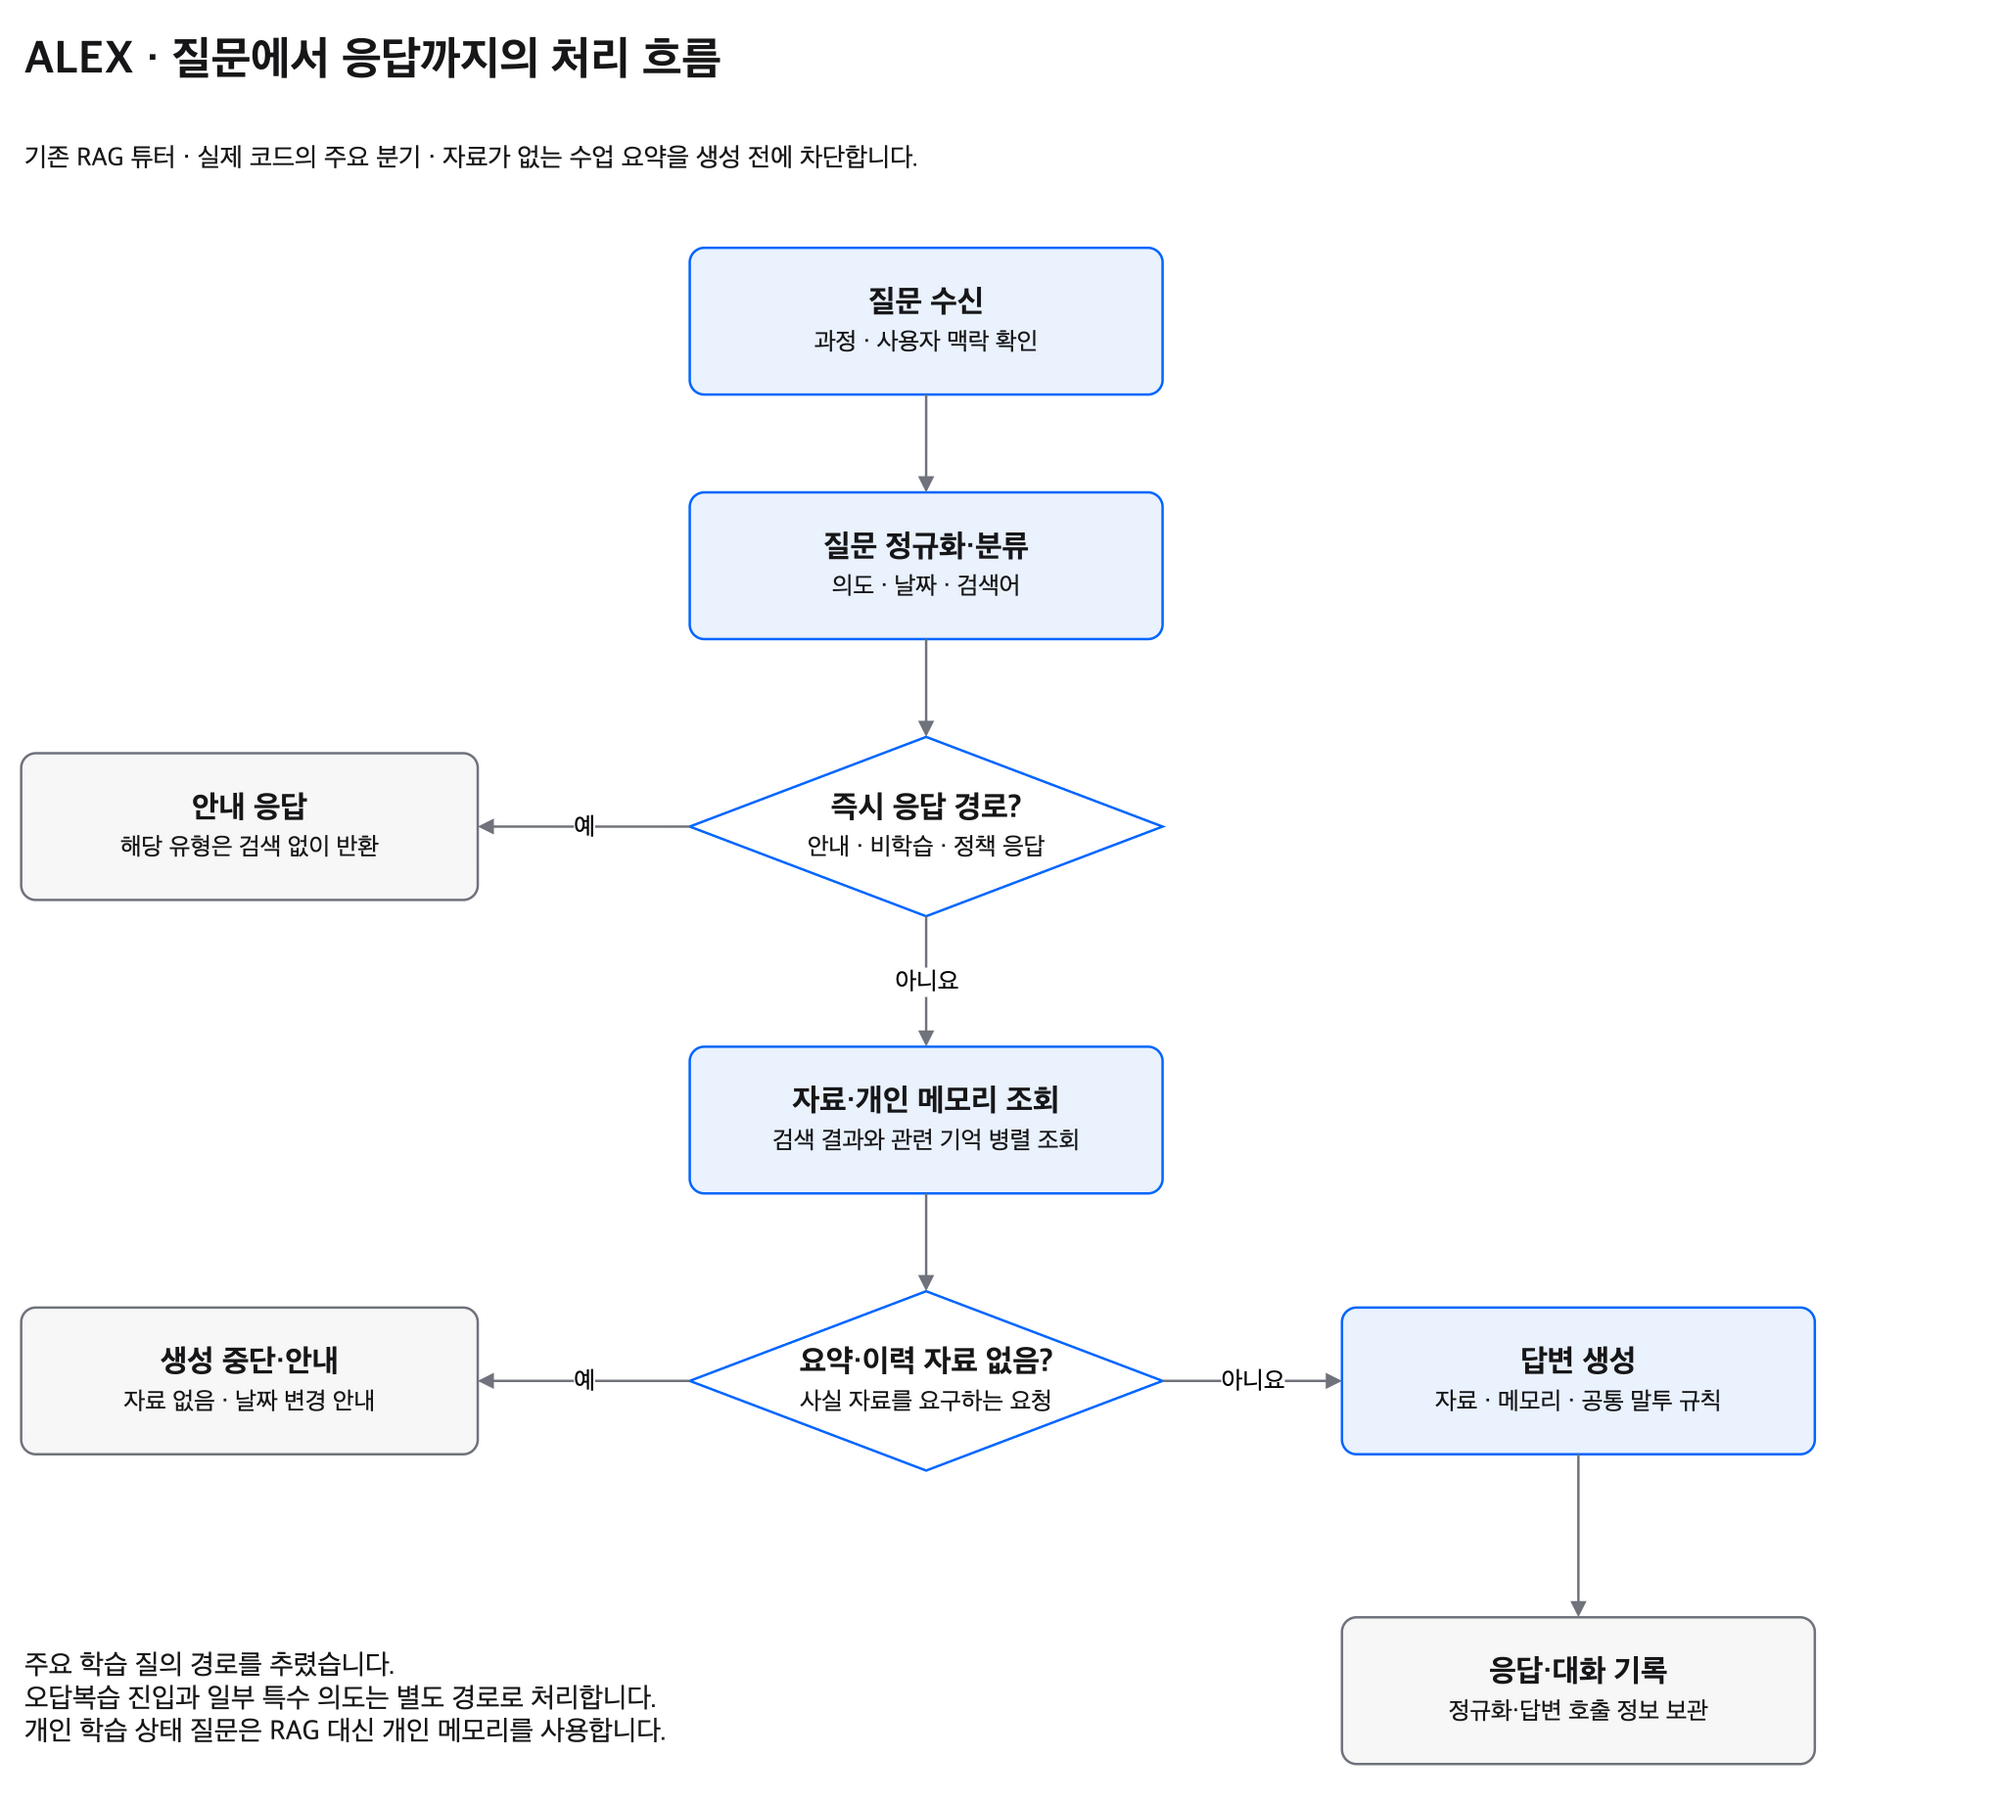 ALEX · 질문에서 응답까지의 처리 흐름
기존 RAG 튜터 · 실제 코드의 주요 분기 · 자료가 없는 수업 요약을 생성 전에 차단합니다.
질문 수신
과정 · 사용자 맥락 확인
질문 정규화·분류
의도 · 날짜 · 검색어
즉시 응답 경로?
안내 · 비학습 · 정책 응답
예
안내 응답
해당 유형은 검색 없이 반환
아니요
자료·개인 메모리 조회
검색 결과와 관련 기억 병렬 조회
요약·이력 자료 없음?
사실 자료를 요구하는 요청
예
생성 중단·안내
자료 없음 · 날짜 변경 안내
아니요
답변 생성
자료 · 메모리 · 공통 말투 규칙
응답·대화 기록
정규화·답변 호출 정보 보관
주요 학습 질의 경로를 추렸습니다.
오답복습 진입과 일부 특수 의도는 별도 경로로 처리합니다.
개인 학습 상태 질문은 RAG 대신 개인 메모리를 사용합니다.